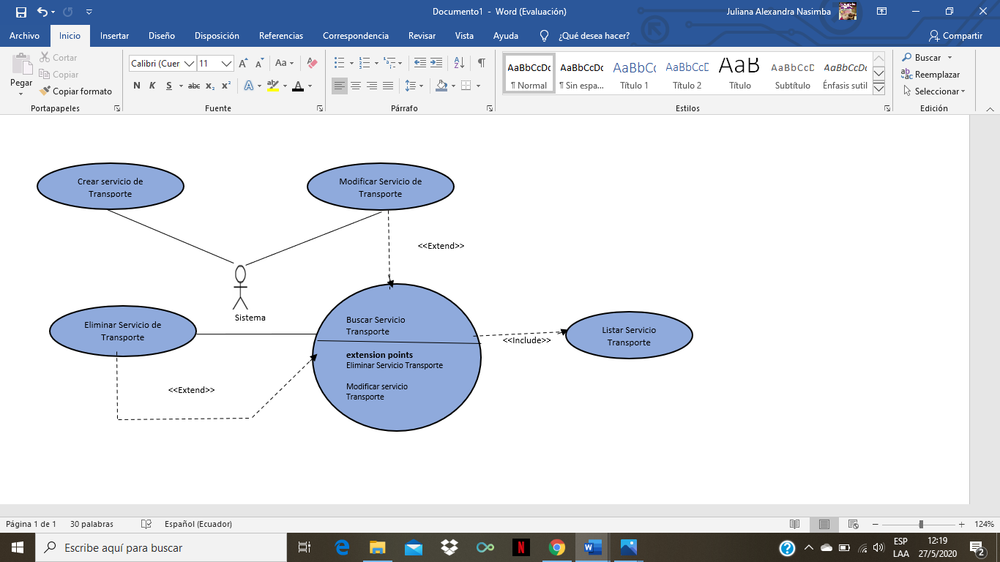 Documento1 - Word (Evaluación)
Juliana Alexandra Nasimba
Archivo
Inicio
Insertar
Diseño
Disposición
Referencias
Correspondencia
Revisar
Vista
Ayuda
¿Qué desea hacer?
Compartir
Pegar
Cortar
Copiar
Copiar formato
Portapapeles
Calibri (Cuer
11
A
A
Aa
N K S abc x₂ x²
A
A
Fuente
Párrafo
AaBbCcDc
AaBbCcDc
AaBbCc
AaBbCcD
AaB
AaBbCcD
AaBbCcDc
¶ Normal
¶ Sin espa...
Título 1
Título 2
Título
Subtítulo
Énfasis sutil
Estilos
Buscar
Reemplazar
Seleccionar
Edición
Crear servicio de
Transporte
Modificar Servicio de
Transporte
<<Extend>>
Sistema
Eliminar Servicio de
Transporte
Buscar Servicio
Transporte
extension points
Eliminar Servicio Transporte
Modificar servicio
Transporte
<<Include>>
Listar Servicio
Transporte
<<Extend>>
Página 1 de 1
30 palabras
Español (Ecuador)
124%
Escribe aquí para buscar
ESP
LAA
12:19
27/5/2020
2